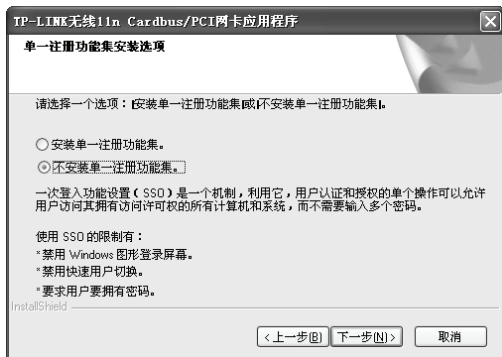 TP-LINK无线11n Cardbus/PCI网卡应用程序
单一注册功能集安装选项
请选择一个选项：|安装单一注册功能集|或|不安装单一注册功能集|。
安装单一注册功能集。
不安装单一注册功能集。
一次登入功能设置（SSO）是一个机制，利用它，用户认证和授权的单个操作可以允许
用户访问其拥有访问许可权的所有计算机和系统，而不需要输入多个密码。
使用 SSO 的限制有：
*禁用 Windows 图形登录屏幕。
*禁用快速用户切换。
*要求用户要拥有密码。
InstallShield
<上一步(B) 下一步(N)> 取消